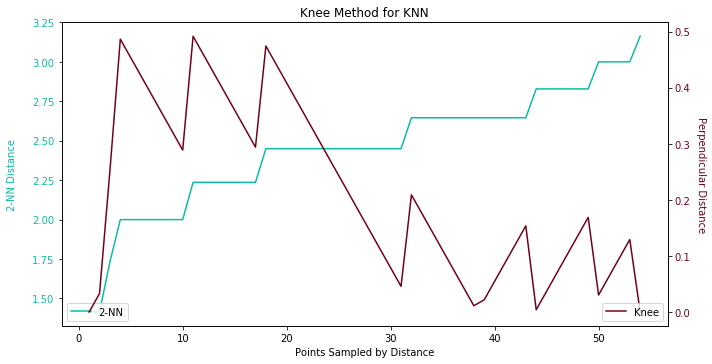 Knee Method for KNN
3.25
3.00
2.75
2.50
2.25
2.00
1.75
1.50
2-NN Distance
0.5
0.4
0.3
0.2
0.1
0.0
Perpendicular Distance
2-NN
Knee
0 10 20 30 40 50
Points Sampled by Distance